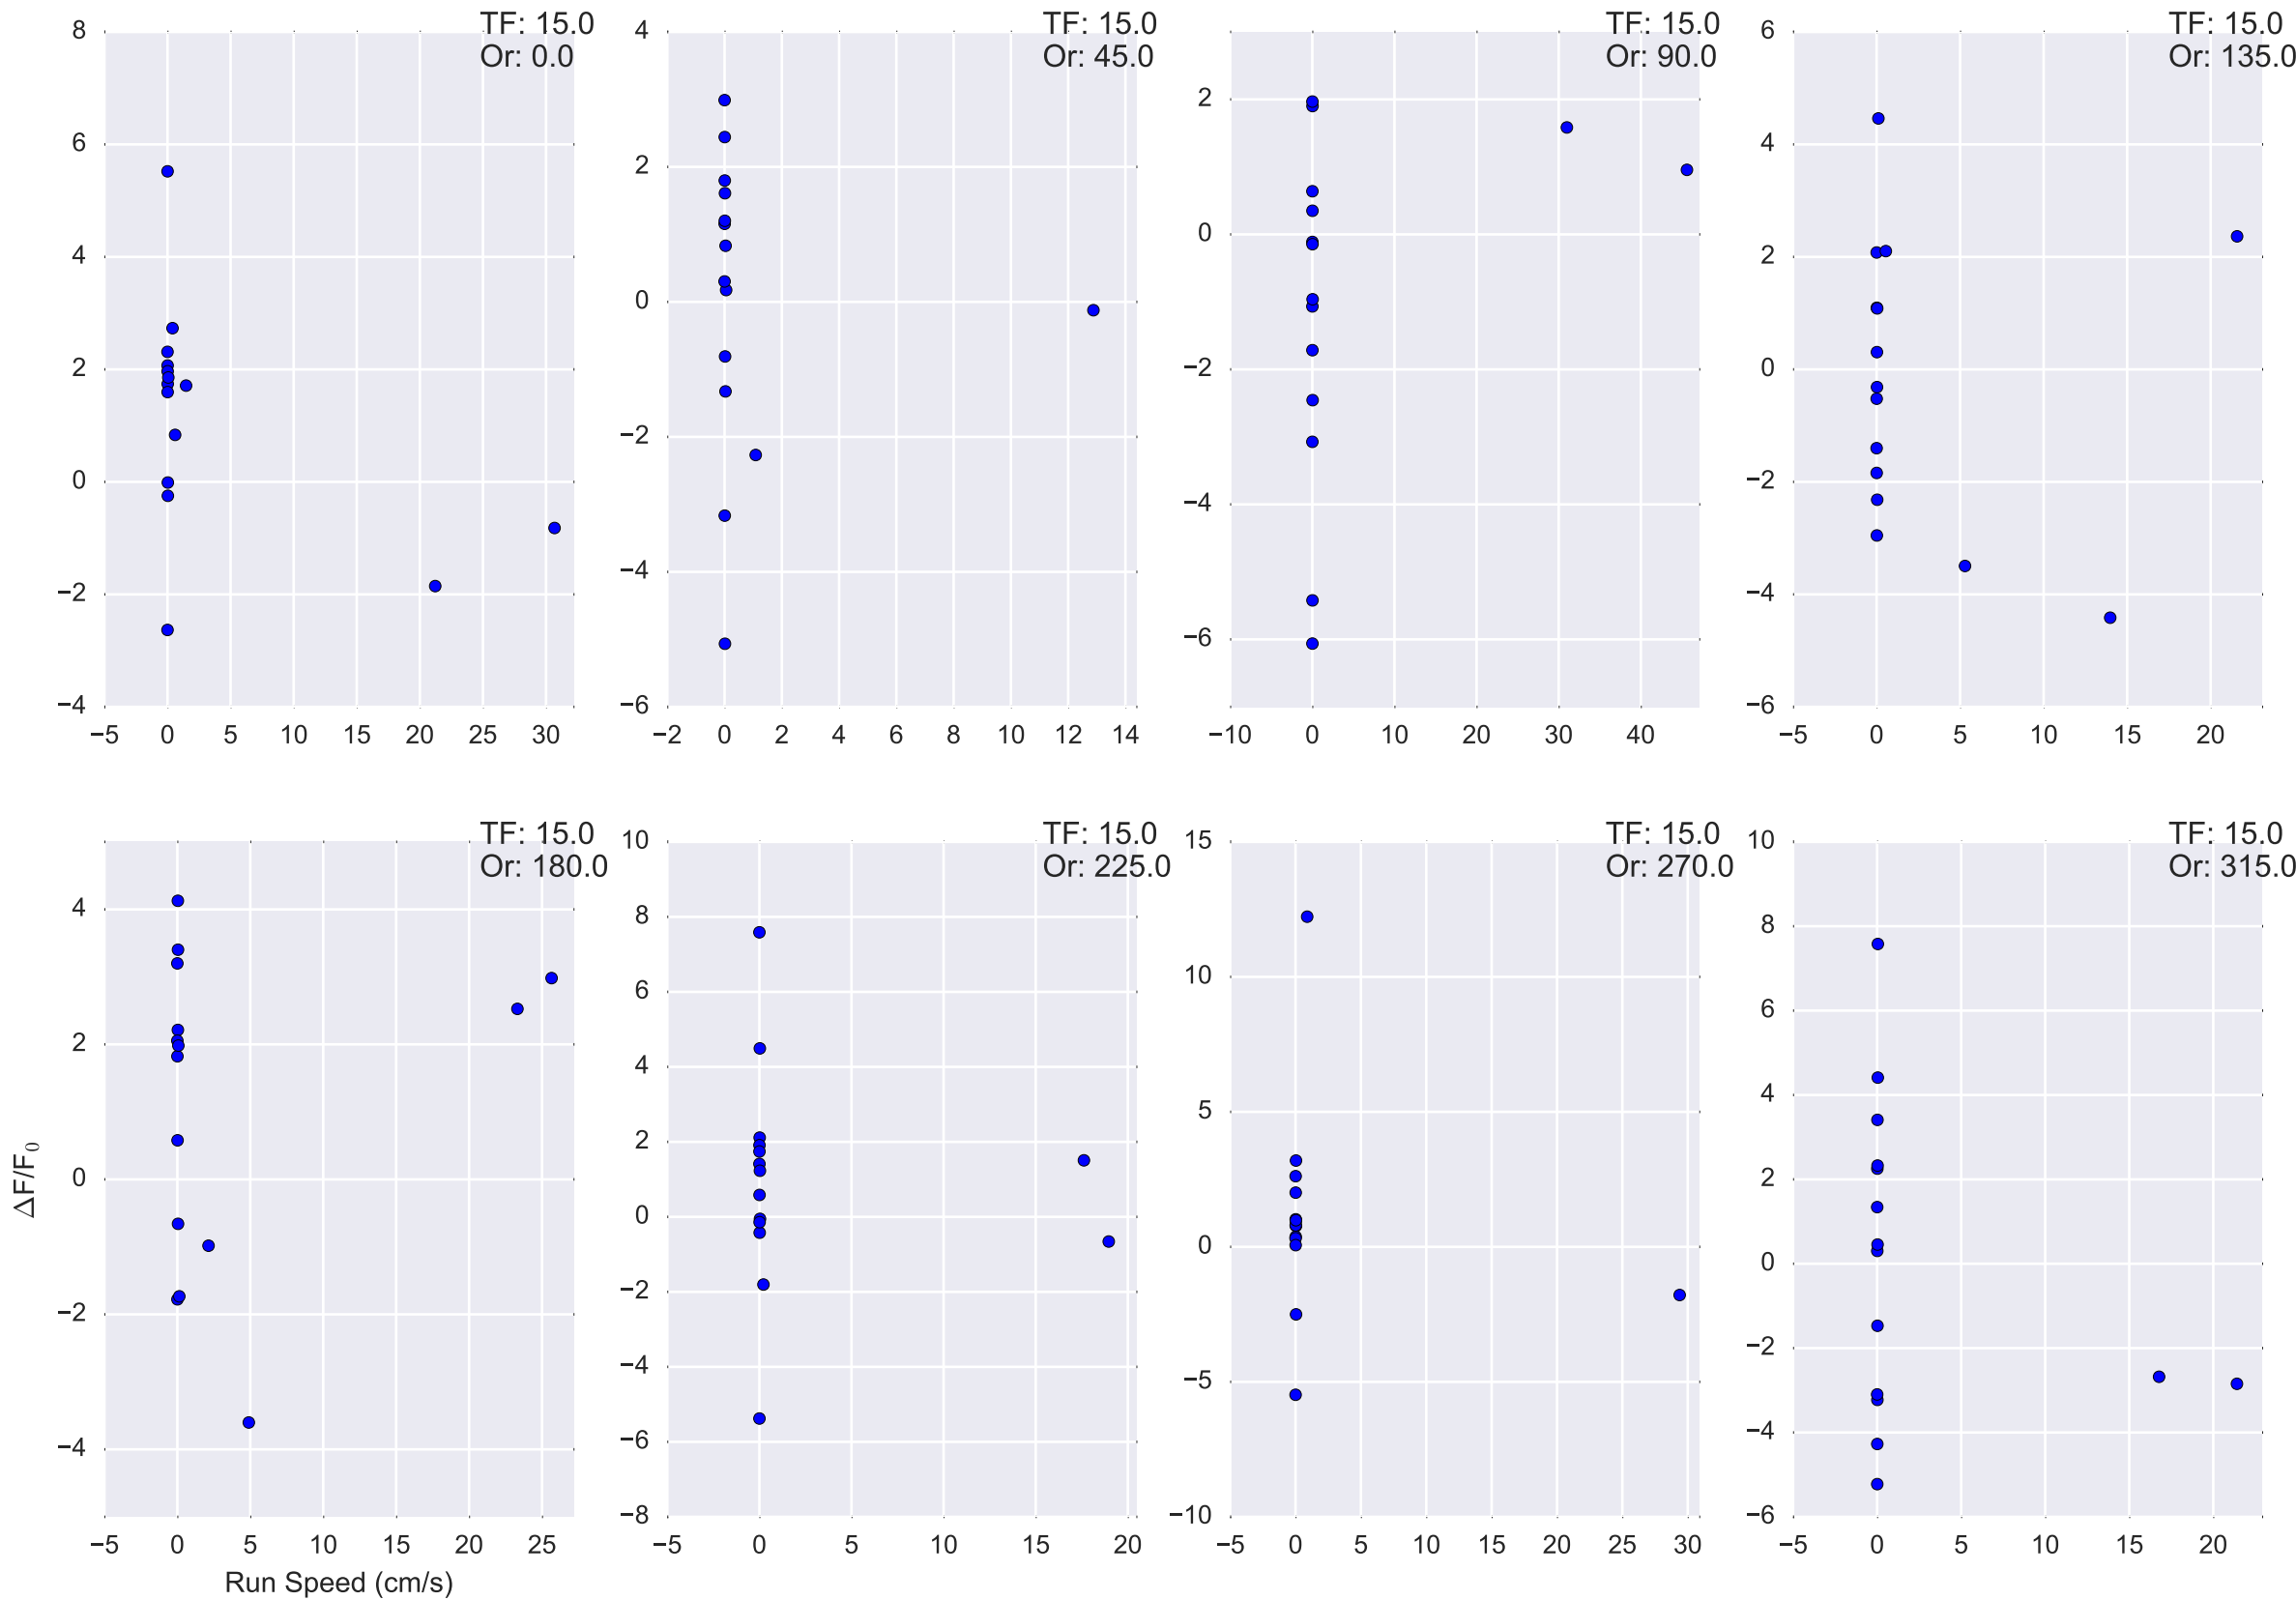 TF: 15.0
Or: 0.0
8
6
4
2
0
−2
−4
−5 0 5 10 15 20 25 30
TF: 15.0
Or: 45.0
4
2
0
−2
−4
−6
−2 0 2 4 6 8 10 12 14
TF: 15.0
Or: 90.0
2
0
−2
−4
−6
−10 0 10 20 30 40
TF: 15.0
Or: 135.0
6
4
2
0
−2
−4
−6
−5 0 5 10 15 20
TF: 15.0
Or: 180.0
4
2
0
−2
−4
ΔF/F₀
−5 0 5 10 15 20 25
Run Speed (cm/s)
TF: 15.0
Or: 225.0
10
8
6
4
2
0
−2
−4
−6
−8
−5 0 5 10 15 20
TF: 15.0
Or: 270.0
15
10
5
0
−5
−10
−5 0 5 10 15 20 25 30
TF: 15.0
Or: 315.0
10
8
6
4
2
0
−2
−4
−6
−5 0 5 10 15 20